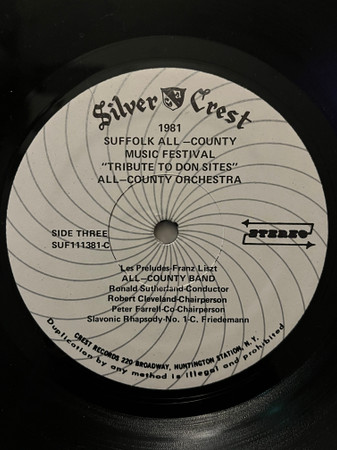 Silver Crest
1981
SUFFOLK ALL-COUNTY
MUSIC FESTIVAL
"TRIBUTE TO DON SITES"
ALL-COUNTY ORCHESTRA
SIDE THREE
SUF111381-C
STEREO
Les Preludes-Franz Liszt
ALL-COUNTY BAND
Ronald Sutherland-Conductor
Robert Cleveland-Chairperson
Peter Farrell-Co-Chairperson
Slavonic Rhapsody-No. 1-C. Friedemann
CREST RECORDS 220 BROADWAY, HUNTINGTON STATION, N.Y.
Duplication by any method is illegal and prohibited